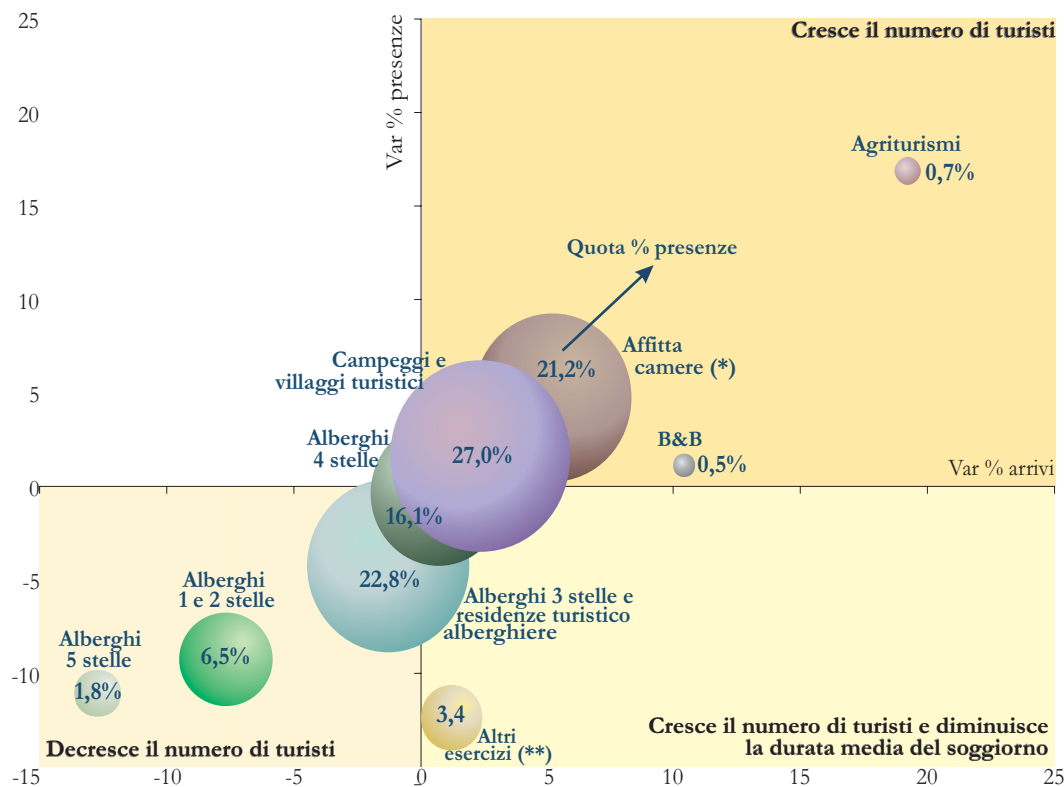 25
Cresce il numero di turisti
Var % presenze
20
Agriturismi
0,7%
15
Quota % presenze
10
Affitta
camere (*)
21,2%
Campeggi e
villaggi turistici
5
Alberghi
4 stelle
27,0%
B&B
0,5%
Var % arrivi
0
16,1%
22,8%
-5
Alberghi
1 e 2 stelle
Alberghi 3 stelle e
residenze turistico
alberghiere
6,5%
Alberghi
5 stelle
1,8%
-10
3,4
Altri
esercizi (**)
Decresce il numero di turisti
Cresce il numero di turisti e diminuisce
la durata media del soggiorno
-15
-15 -10 -5 0 5 10 15 20 25